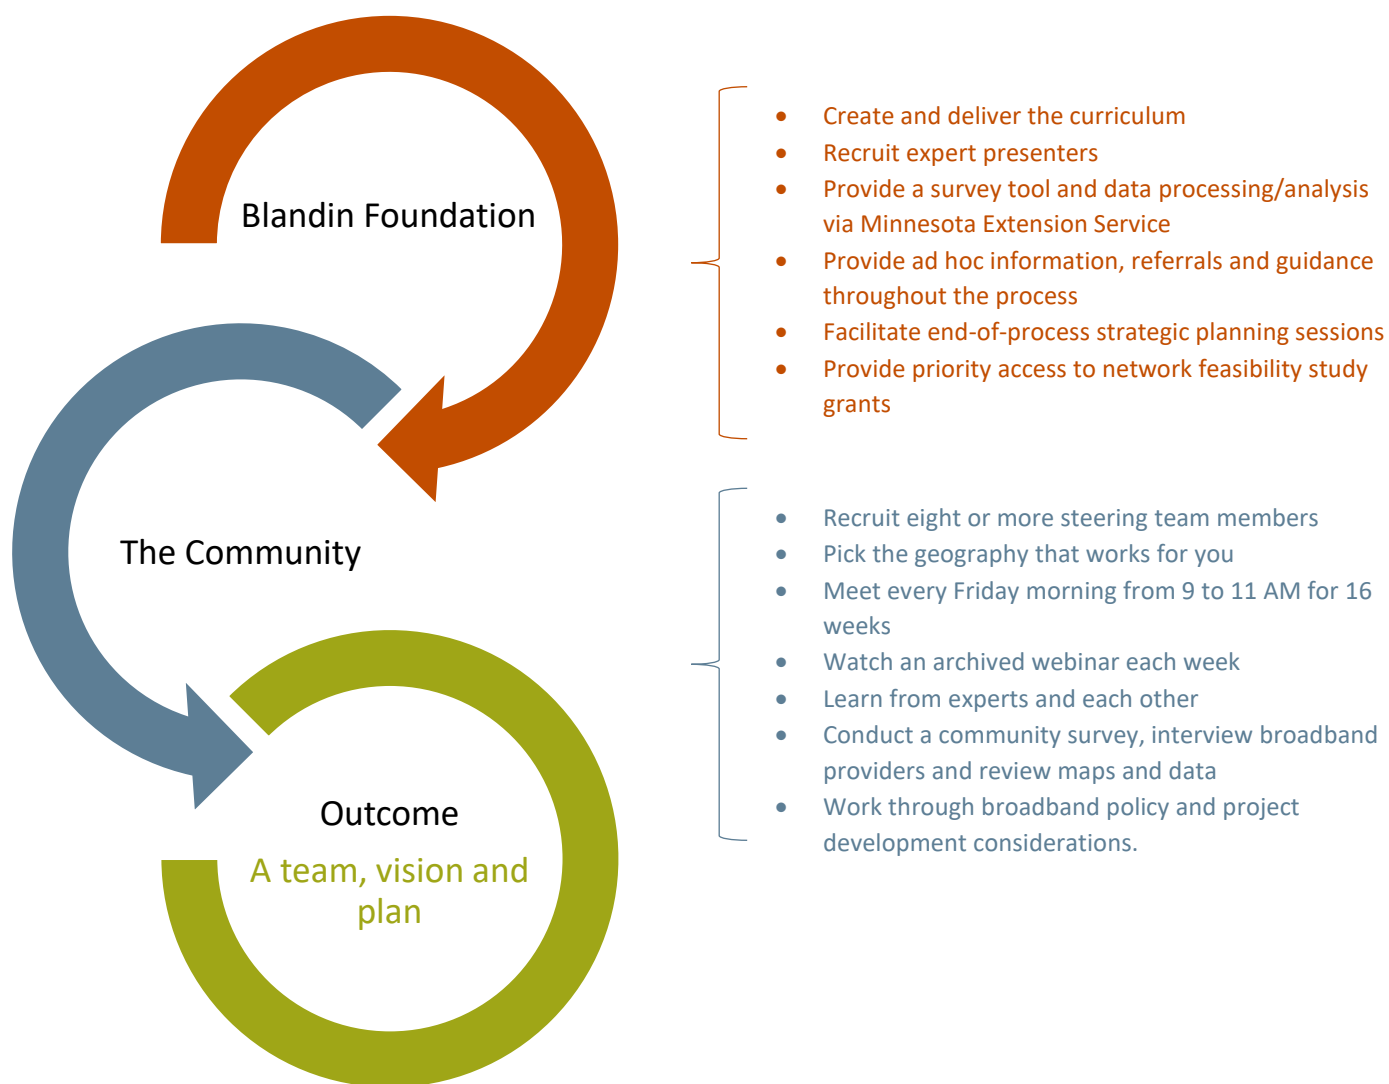 Blandin Foundation
• Create and deliver the curriculum
• Recruit expert presenters
• Provide a survey tool and data processing/analysis
via Minnesota Extension Service
• Provide ad hoc information, referrals and guidance
throughout the process
• Facilitate end-of-process strategic planning sessions
• Provide priority access to network feasibility study
grants
The Community
• Recruit eight or more steering team members
• Pick the geography that works for you
• Meet every Friday morning from 9 to 11 AM for 16
weeks
• Watch an archived webinar each week
• Learn from experts and each other
• Conduct a community survey, interview broadband
providers and review maps and data
• Work through broadband policy and project
development considerations.
Outcome
A team, vision and
plan